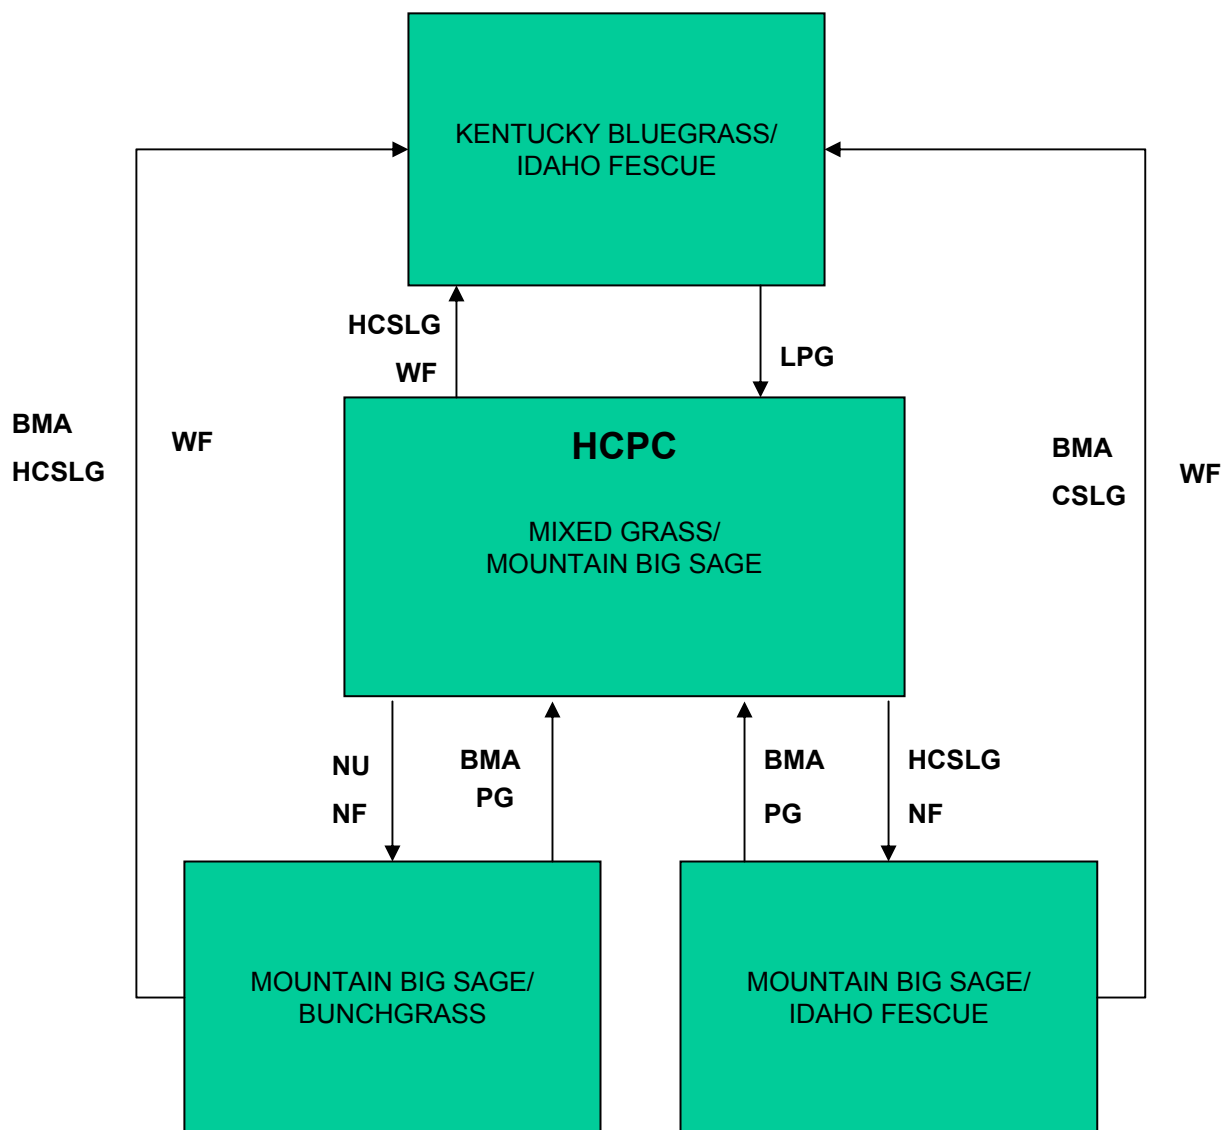 KENTUCKY BLUEGRASS/
IDAHO FESCUE
HCSLG
WF
LPG
BMA
HCSLG
WF
HCPC
MIXED GRASS/
MOUNTAIN BIG SAGE
BMA
CSLG
WF
NU
NF
BMA
PG
BMA
PG
HCSLG
NF
MOUNTAIN BIG SAGE/
BUNCHGRASS
MOUNTAIN BIG SAGE/
IDAHO FESCUE